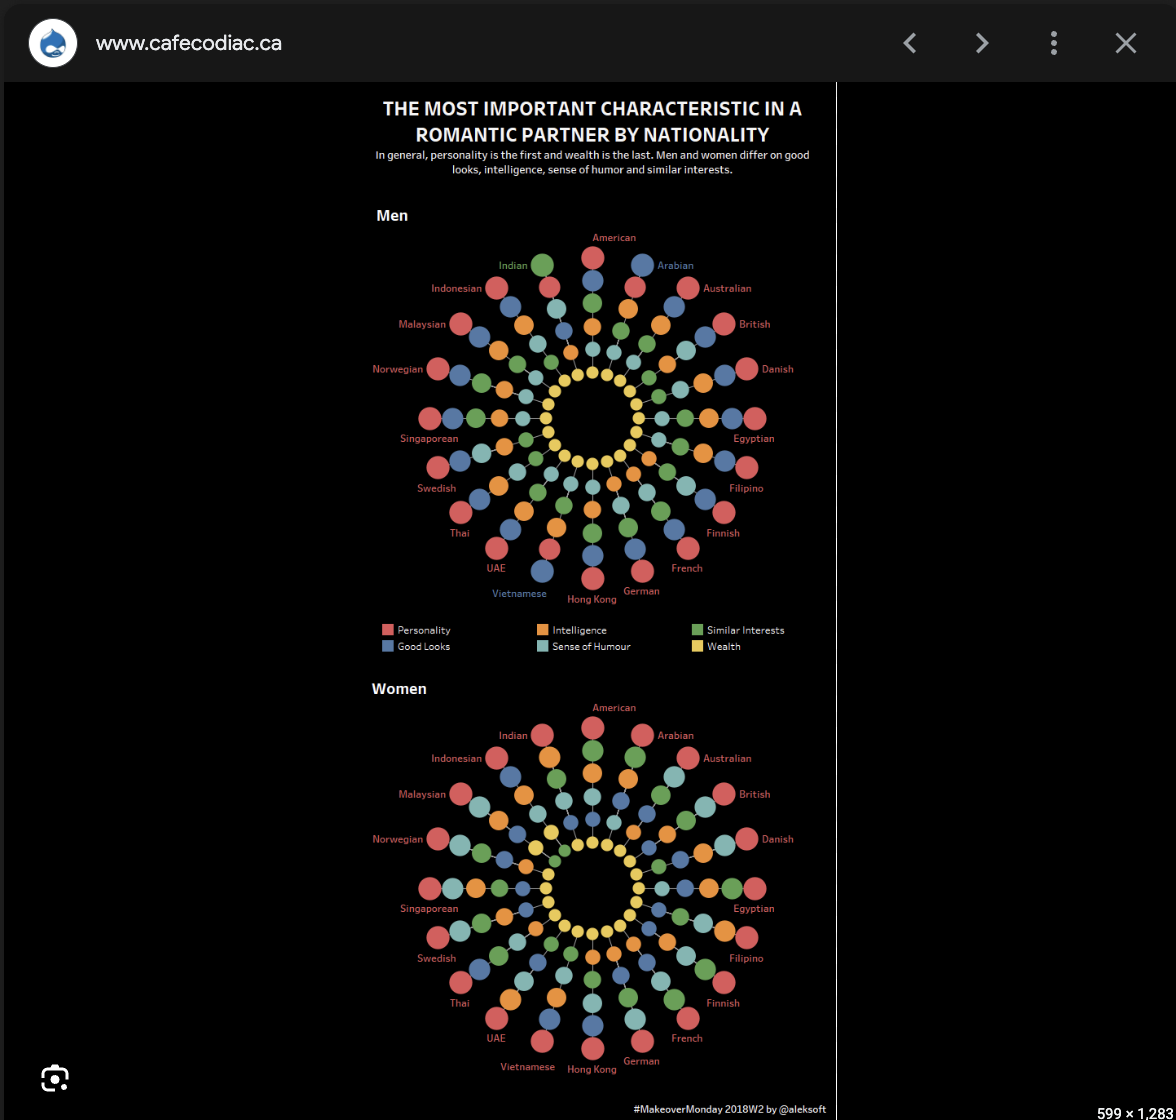 www.cafecodiac.ca
THE MOST IMPORTANT CHARACTERISTIC IN A
ROMANTIC PARTNER BY NATIONALITY
In general, personality is the first and wealth is the last. Men and women differ on good
looks, intelligence, sense of humor and similar interests.
Men
American
Indian
Arabian
Indonesian
Australian
Malaysian
British
Norwegian
Danish
Singaporean
Egyptian
Swedish
Filipino
Thai
Finnish
UAE
French
Vietnamese
Hong Kong
German
Personality
Intelligence
Similar Interests
Good Looks
Sense of Humour
Wealth
Women
American
Indian
Arabian
Indonesian
Australian
Malaysian
British
Norwegian
Danish
Singaporean
Egyptian
Swedish
Filipino
Thai
Finnish
UAE
French
Vietnamese
Hong Kong
German
#MakeoverMonday 2018W2 by @aleksoft
599 × 1,283